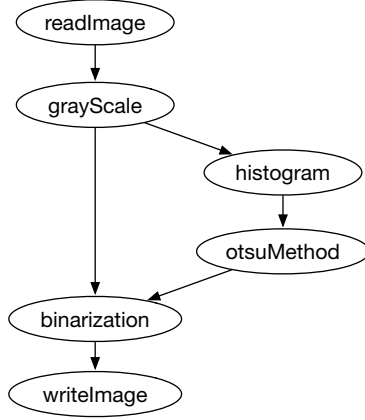 readImage
grayScale
histogram
otsuMethod
binarization
writeImage